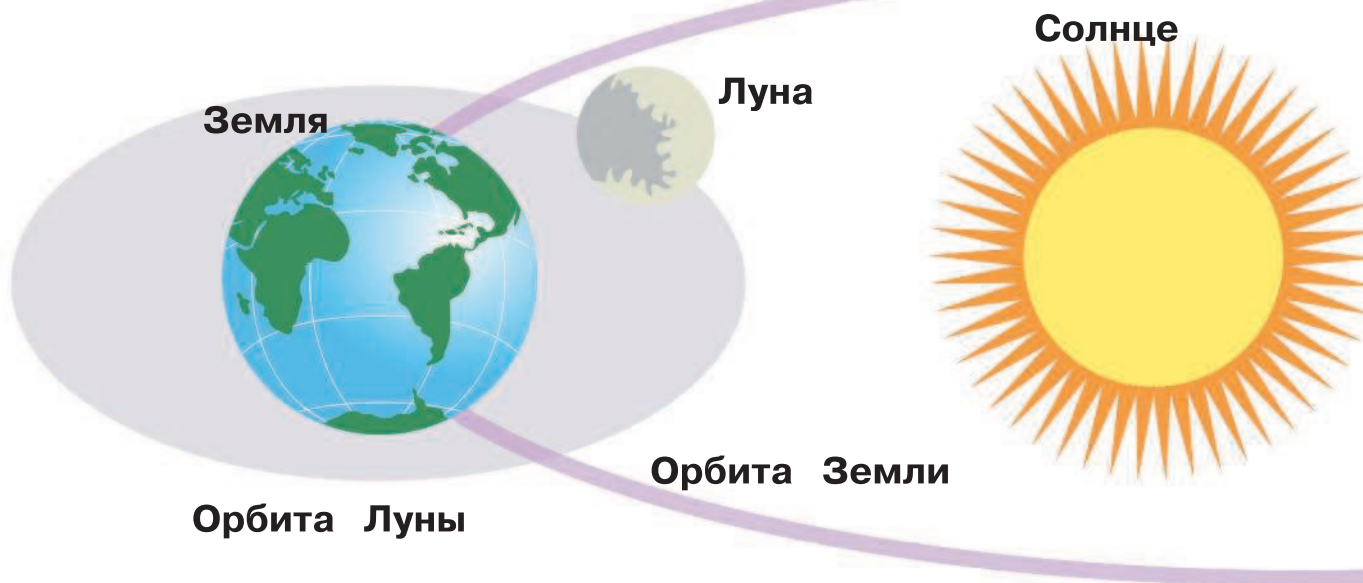 Солнце
Луна
Земля
Орбита Земли
Орбита Луны